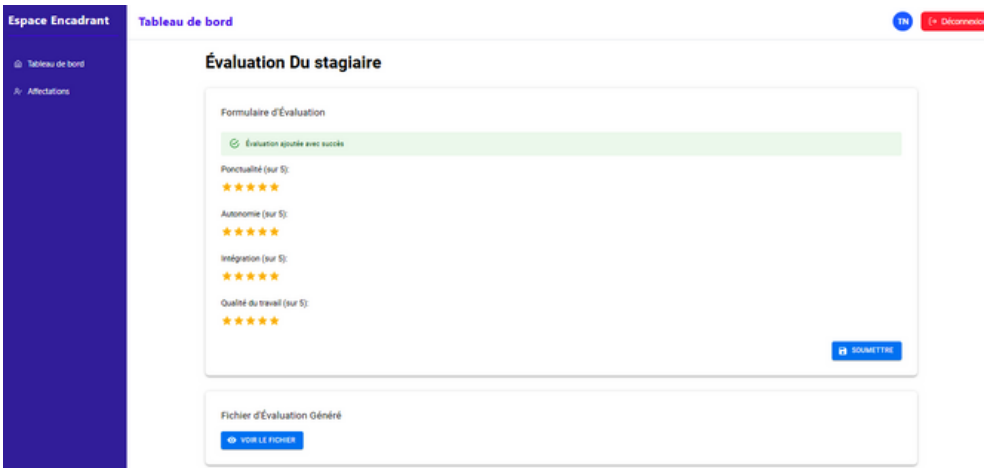 Espace Encadrant
Tableau de bord
TN
Déconnexion
Tableau de bord
Affectations
Évaluation Du stagiaire
Formulaire d'Évaluation
Évaluation ajoutée avec succès
Ponctualité (sur 5):
Autonomie (sur 5):
Intégration (sur 5):
Qualité du travail (sur 5):
SOUMETTRE
Fichier d'Évaluation Généré
VOIR LE FICHIER